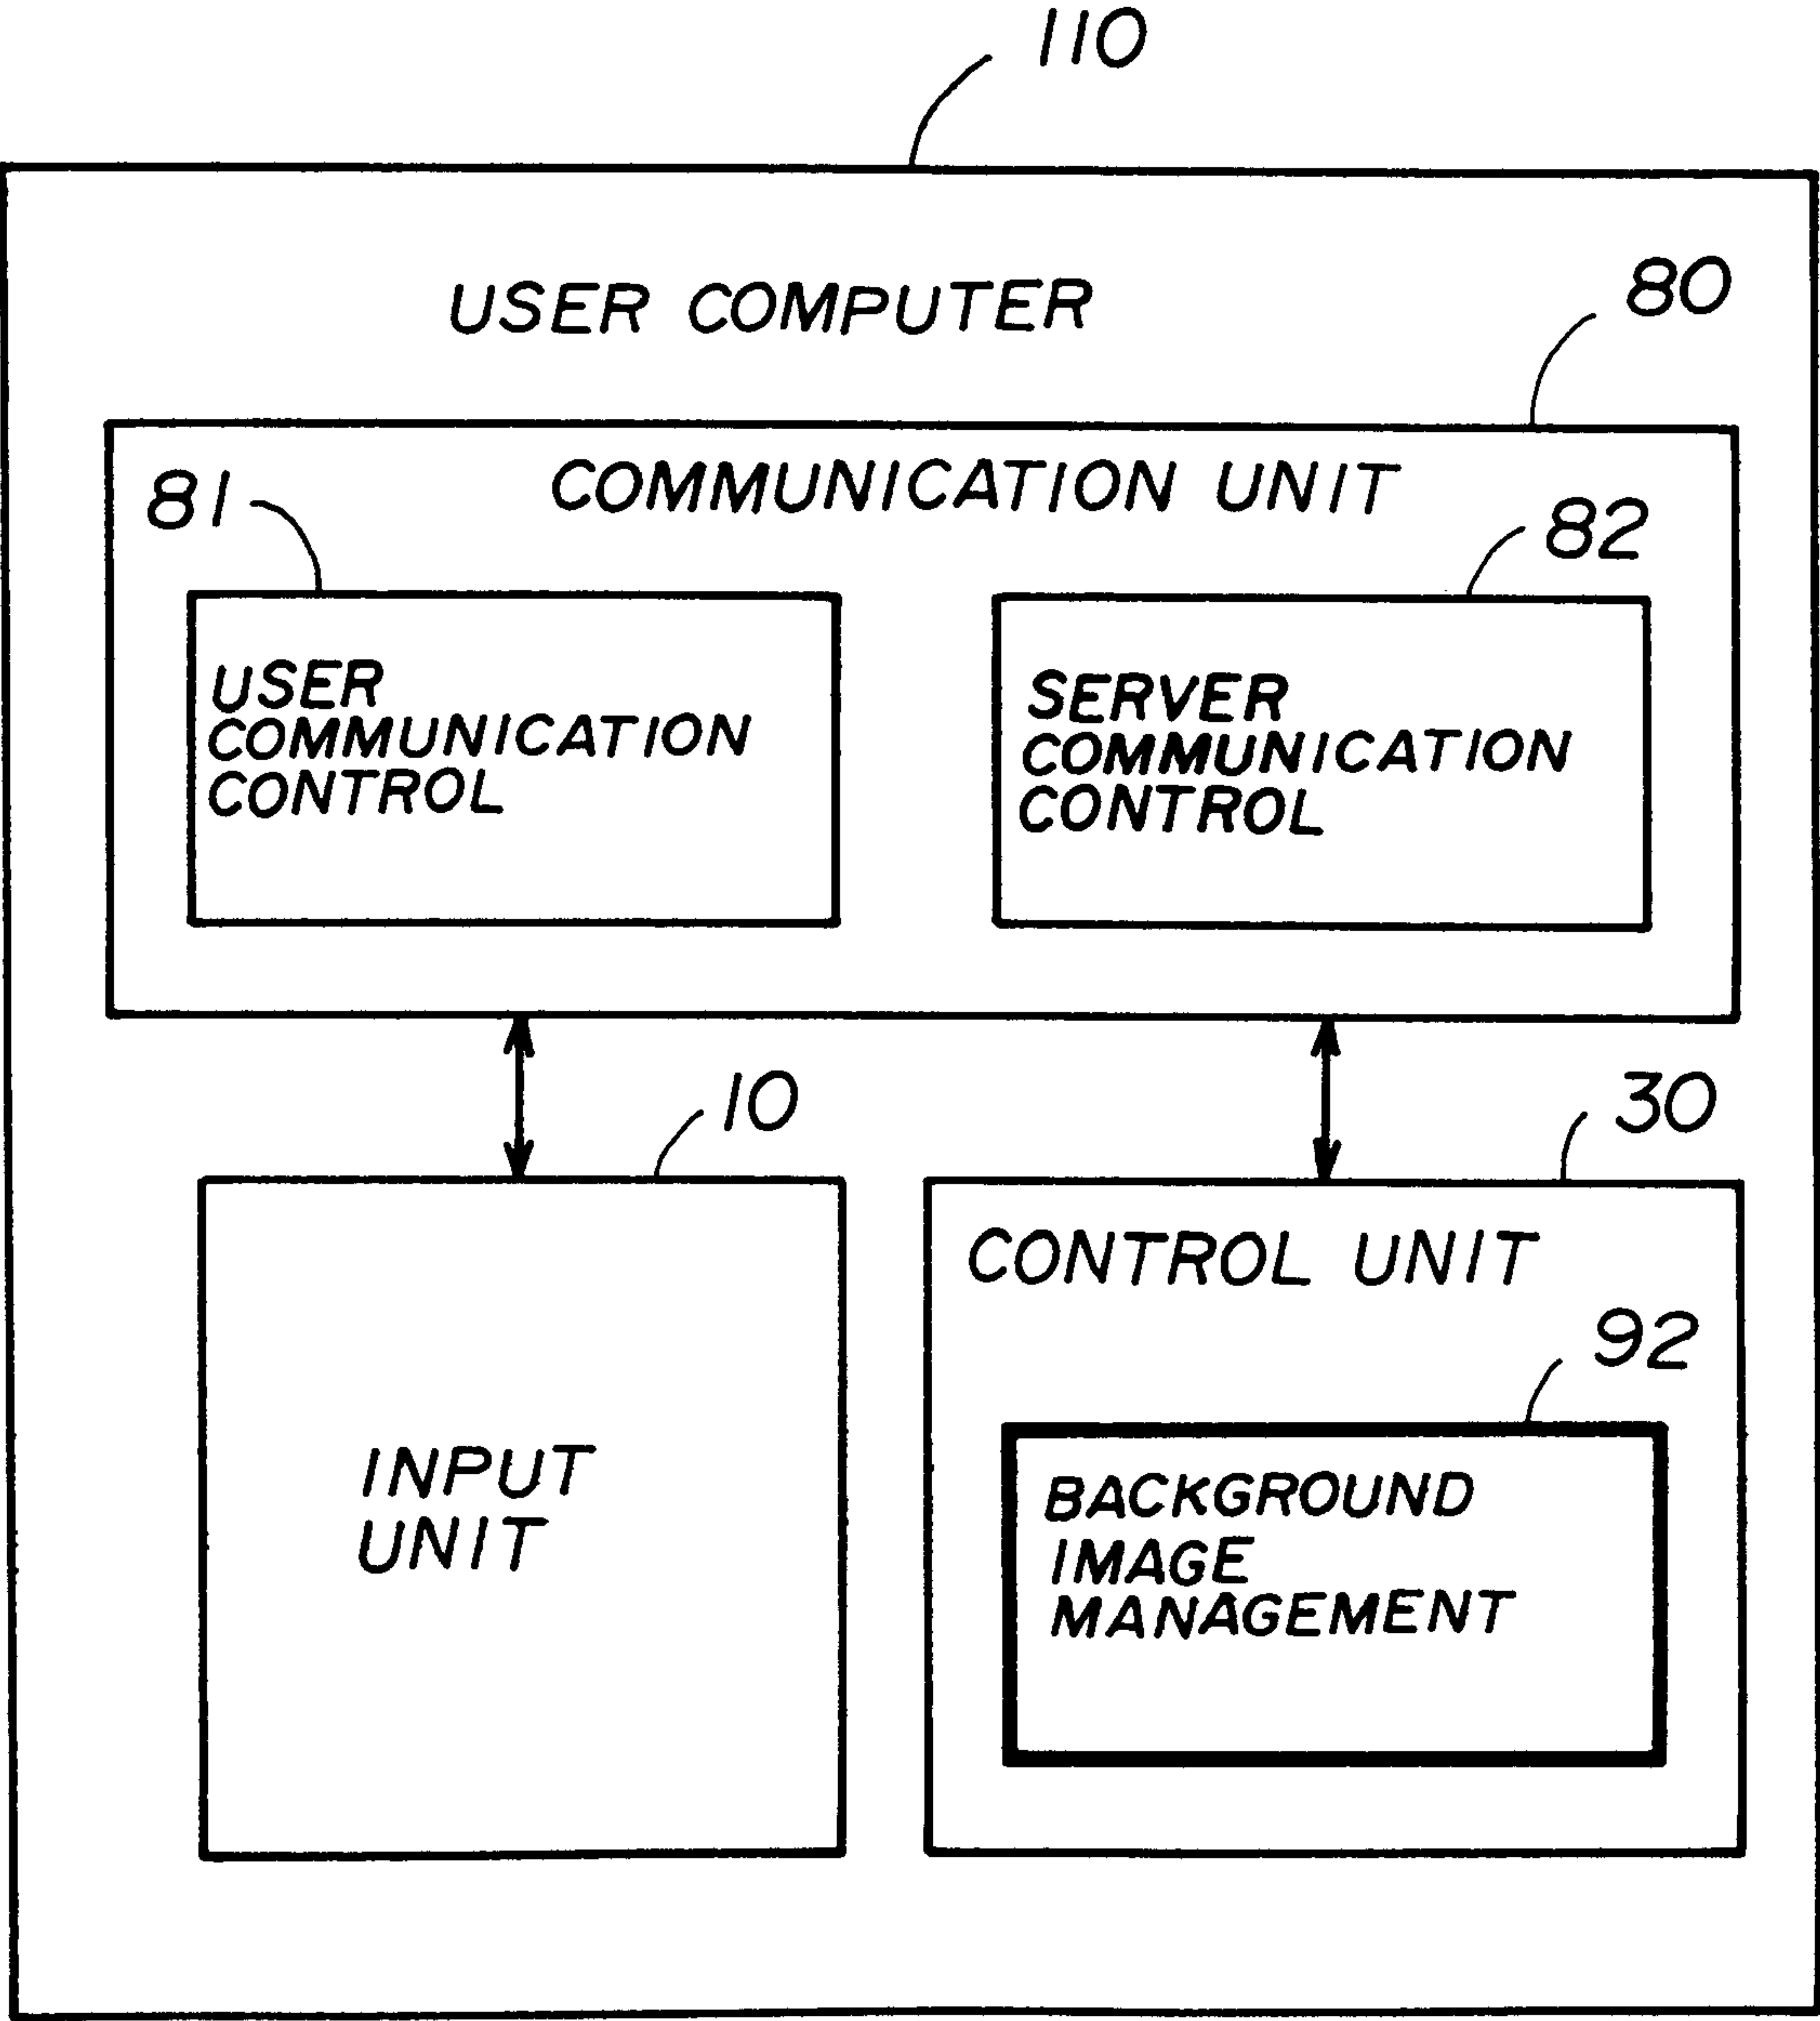 110
USER COMPUTER
80
COMMUNICATION UNIT
81
82
USER
COMMUNICATION
CONTROL
SERVER
COMMUNICATION
CONTROL
10
30
INPUT
UNIT
CONTROL UNIT
92
BACKGROUND
IMAGE
MANAGEMENT